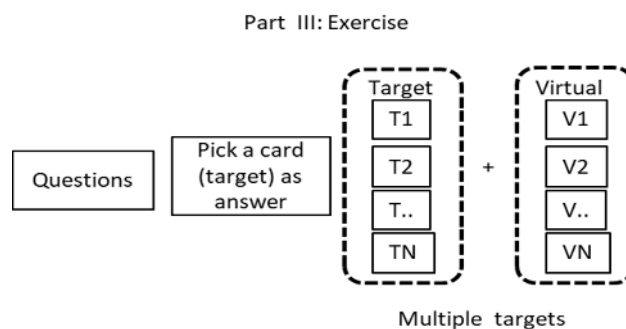 Part III: Exercise
Questions
Pick a card
(target) as
answer
Target
T1
T2
T..
TN
+
Virtual
V1
V2
V..
VN
Multiple targets